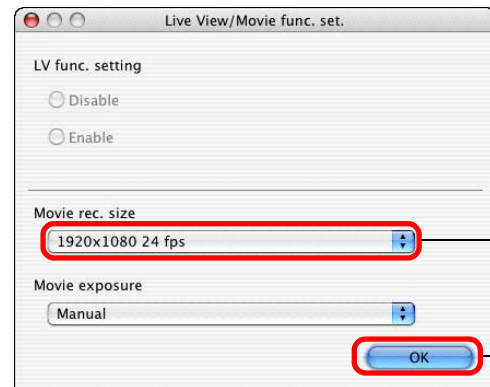 Live View/Movie func. set.
LV func. setting
Disable
Enable
Movie rec. size
1920x1080 24 fps
Movie exposure
Manual
OK